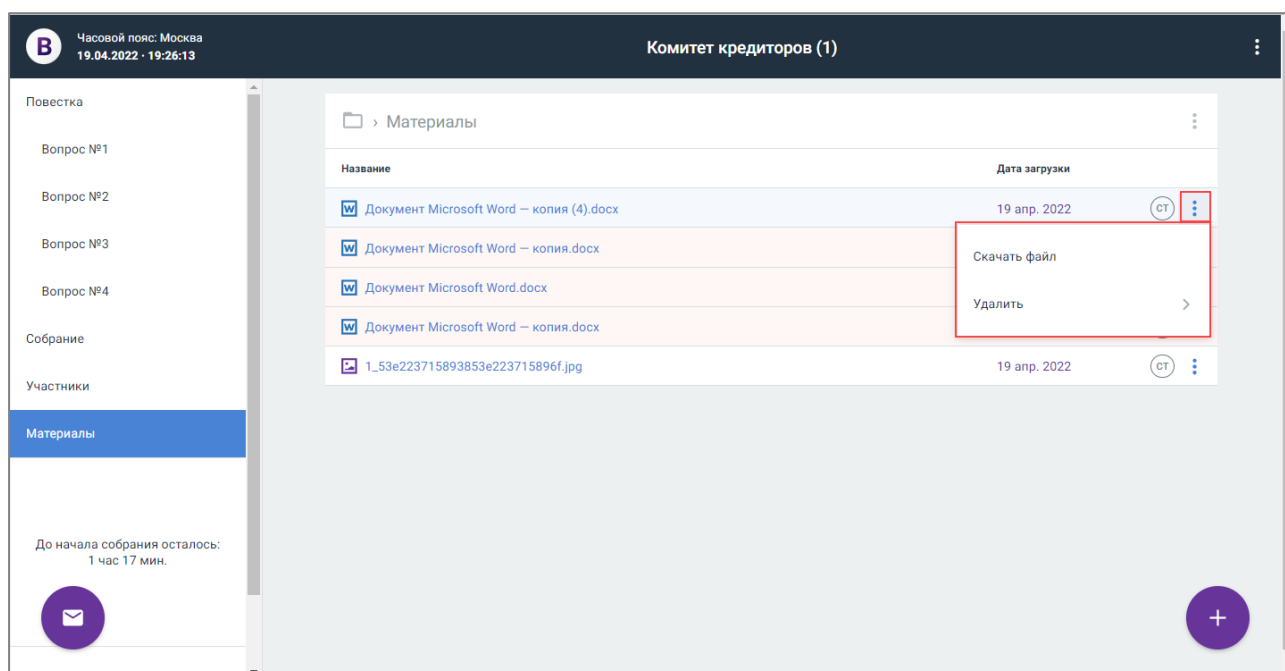 B
Часовой пояс: Москва
19.04.2022 · 19:26:13
Комитет кредиторов (1)
Повестка
Вопрос №1
Вопрос №2
Вопрос №3
Вопрос №4
Собрание
Участники
Материалы
До начала собрания осталось:
1 час 17 мин.
› Материалы
Название Дата загрузки
W Документ Microsoft Word — копия (4).docx 19 апр. 2022 СТ
W Документ Microsoft Word — копия.docx
W Документ Microsoft Word.docx
W Документ Microsoft Word — копия.docx
1_53e223715893853e223715896f.jpg 19 апр. 2022 СТ
Скачать файл
Удалить